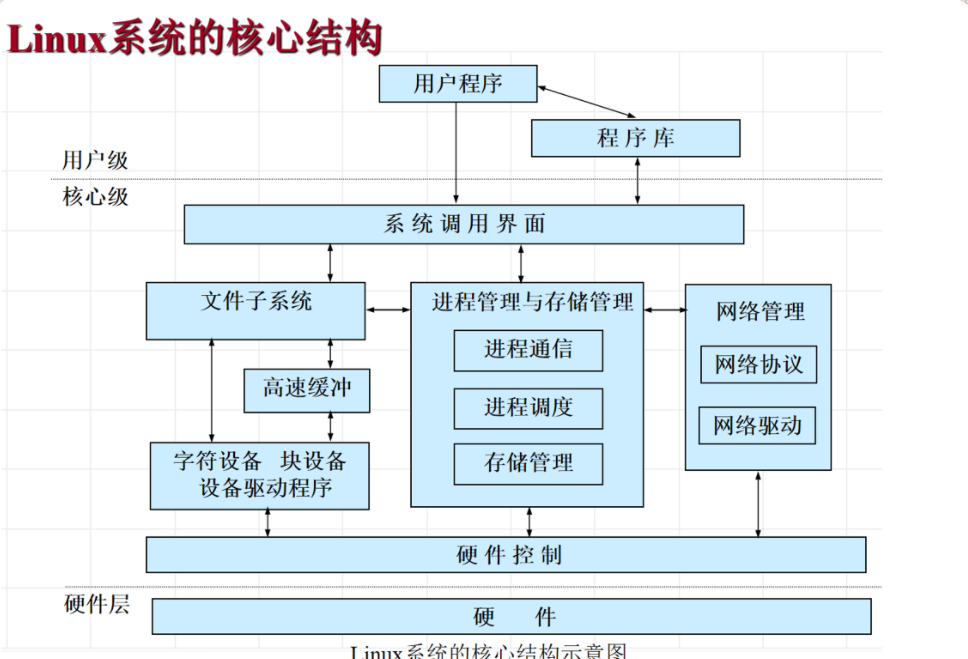 Linux系统的核心结构
用户程序
程 序 库
用户级
核心级
系 统 调 用 界 面
文件子系统
进程管理与存储管理
网络管理
进程通信
网络协议
高速缓冲
进程调度
网络驱动
字符设备 块设备
设备驱动程序
存储管理
硬 件 控 制
硬件层
硬 件
Linux系统的核心结构示意图